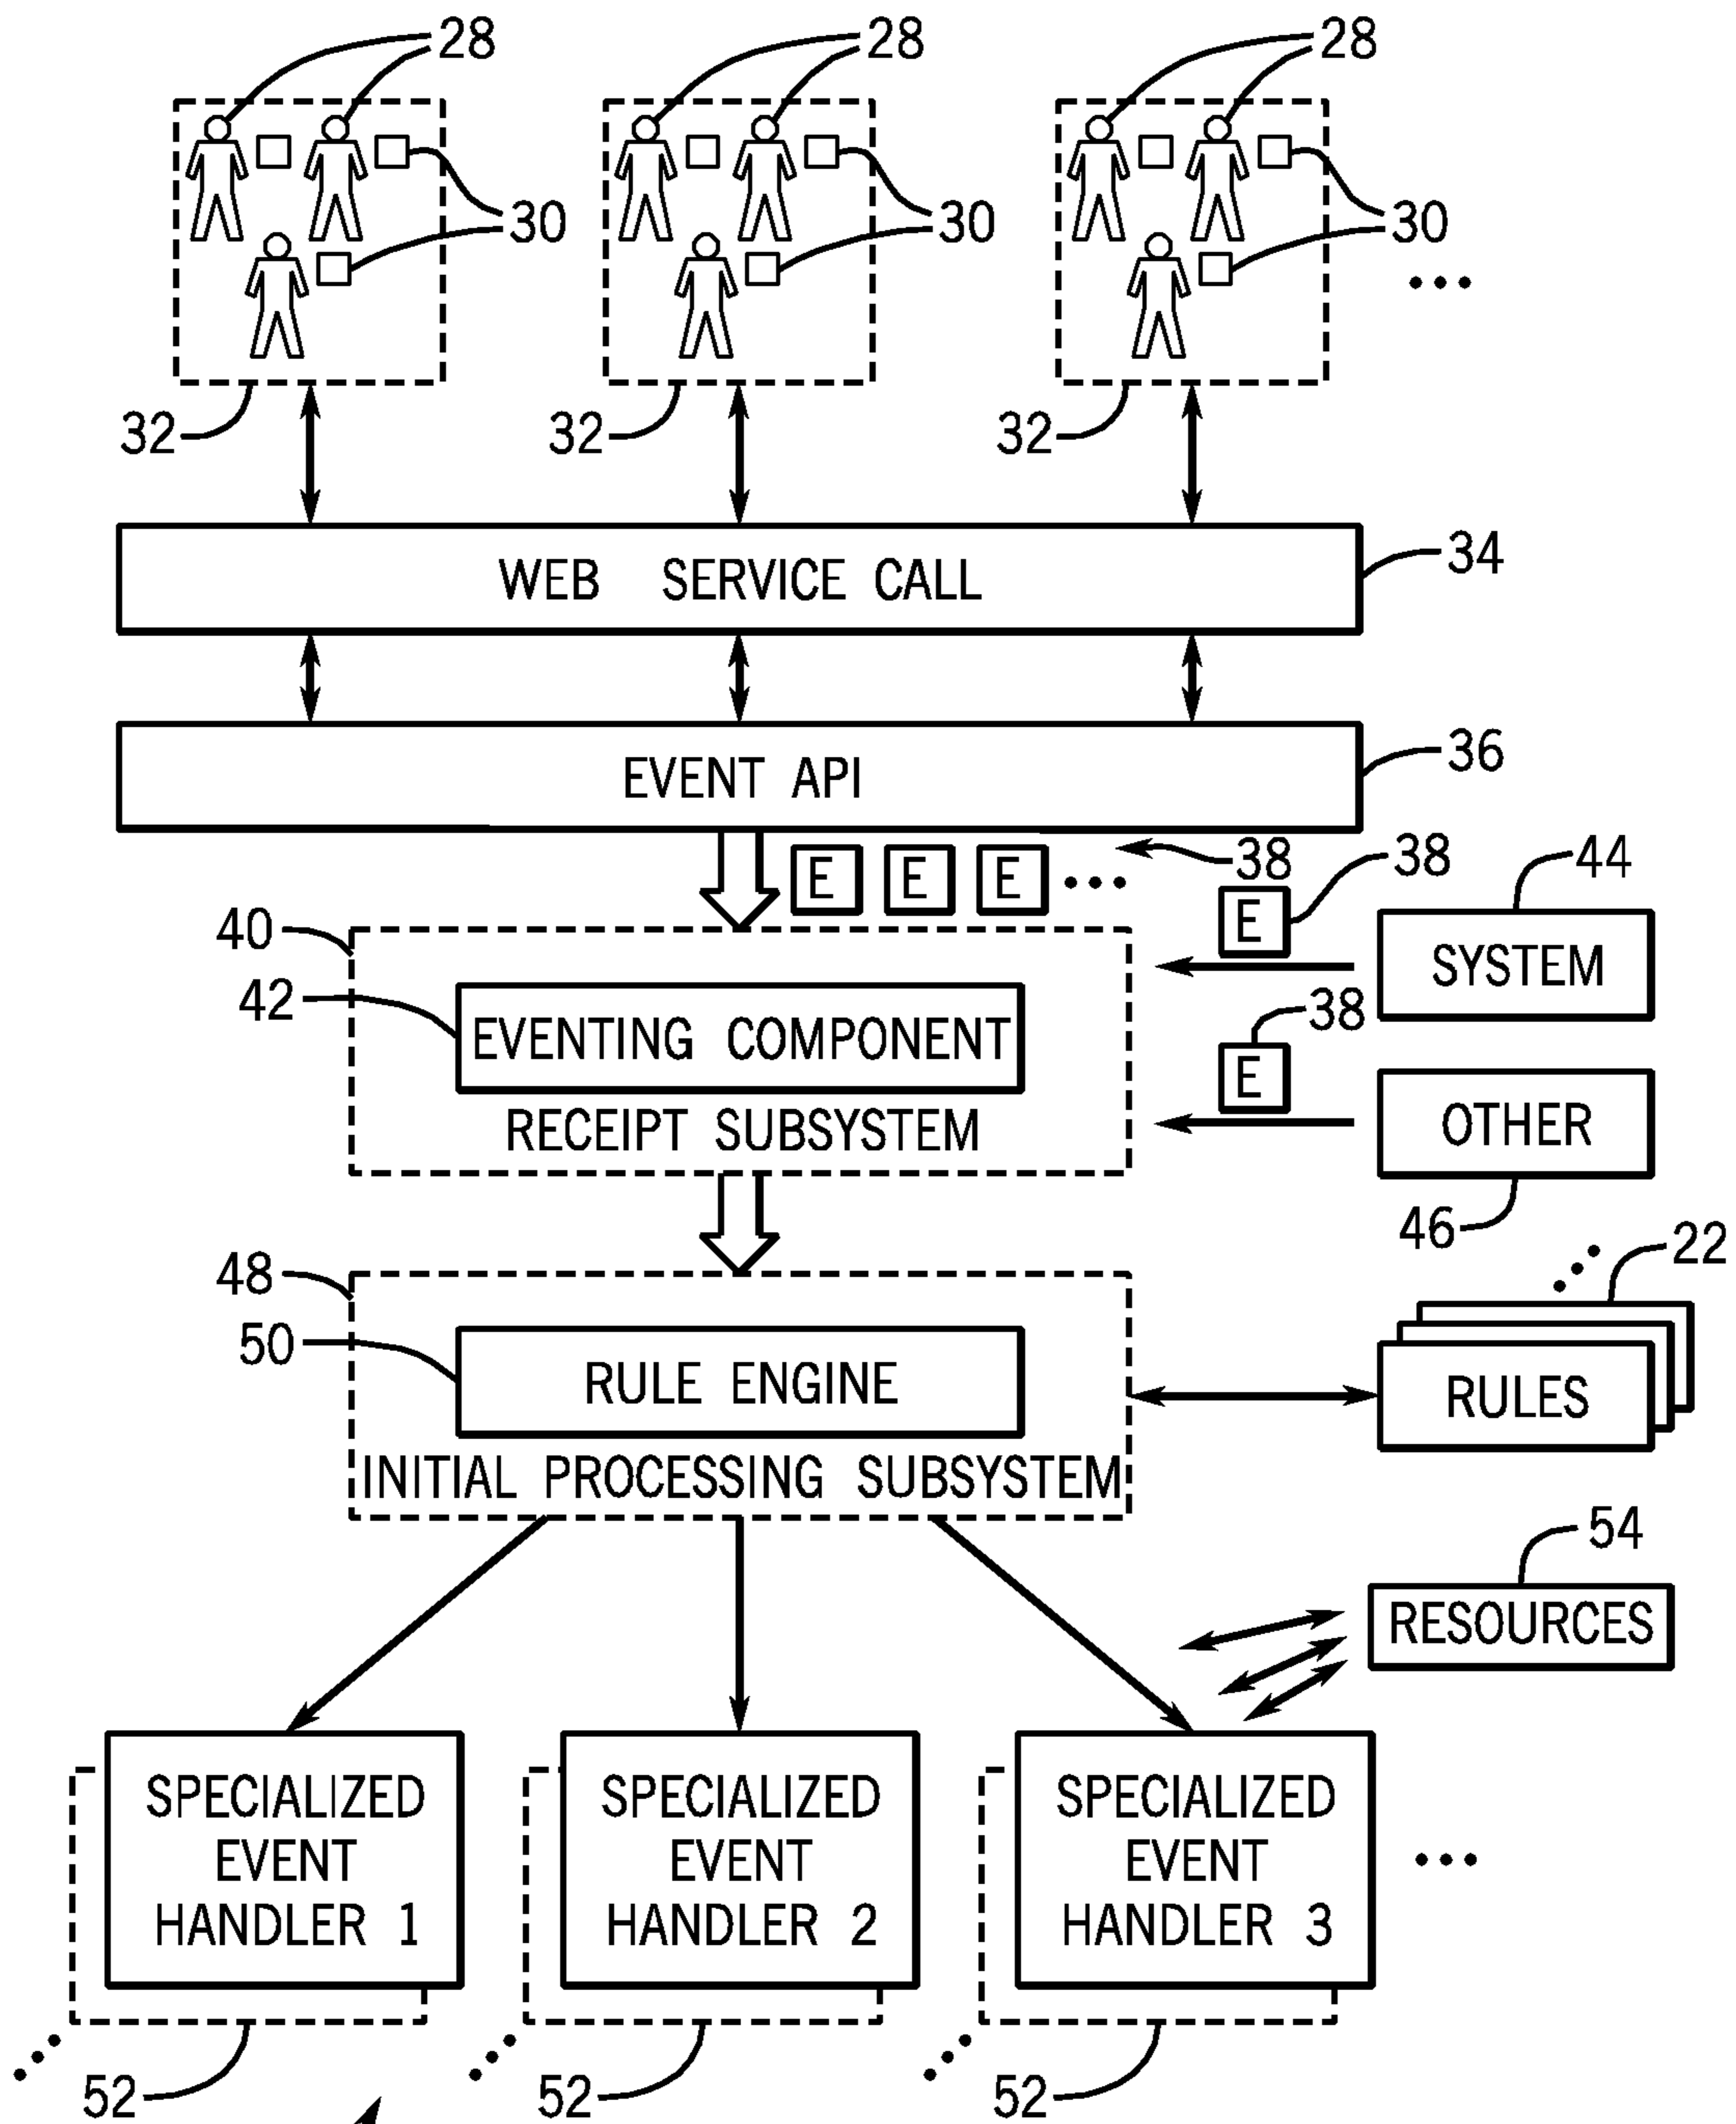 28 28 28
30 30 30
32 32 32
WEB SERVICE CALL 34
EVENT API 36
E E E 38 38 44
E
40
42 EVENTING COMPONENT SYSTEM
38
E
RECEIPT SUBSYSTEM OTHER
46
22
48
50 RULE ENGINE RULES
INITIAL PROCESSING SUBSYSTEM
54
RESOURCES
SPECIALIZED
EVENT
HANDLER 1
SPECIALIZED
EVENT
HANDLER 2
SPECIALIZED
EVENT
HANDLER 3
52 52 52